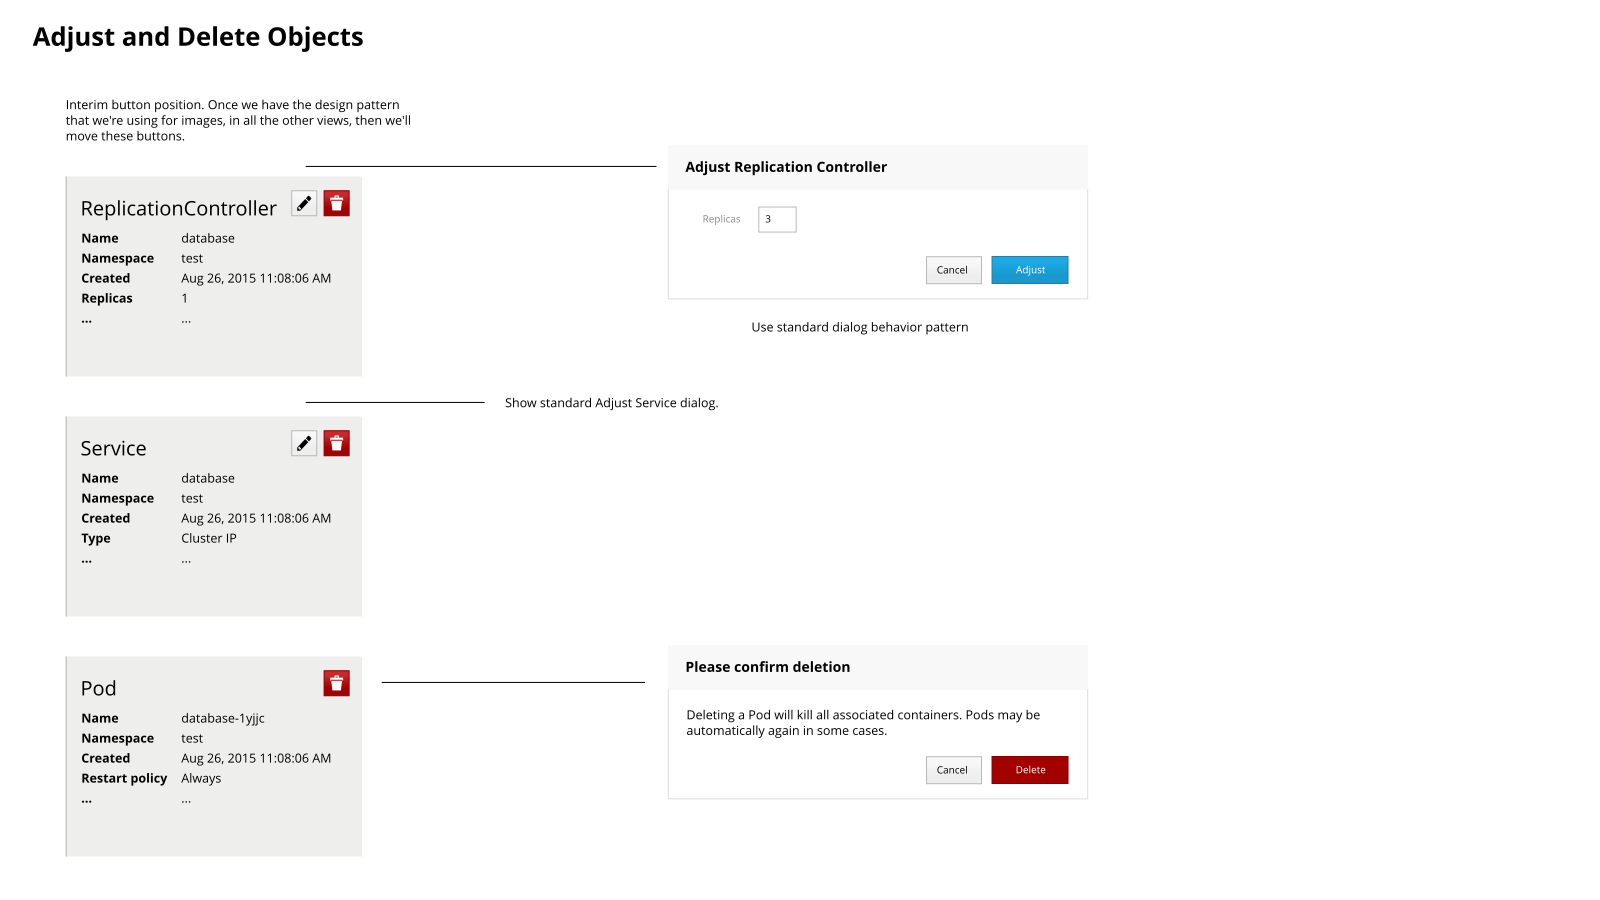 Adjust and Delete Objects
Interim button position. Once we have the design pattern
that we're using for images, in all the other views, then we'll
move these buttons.
ReplicationController
Name database
Namespace test
Created Aug 26, 2015 11:08:06 AM
Replicas 1
... ...
Adjust Replication Controller
Replicas 3
Cancel Adjust
Use standard dialog behavior pattern
Show standard Adjust Service dialog.
Service
Name database
Namespace test
Created Aug 26, 2015 11:08:06 AM
Type Cluster IP
... ...
Pod
Name database-1yjjc
Namespace test
Created Aug 26, 2015 11:08:06 AM
Restart policy Always
... ...
Please confirm deletion
Deleting a Pod will kill all associated containers. Pods may be
automatically again in some cases.
Cancel Delete